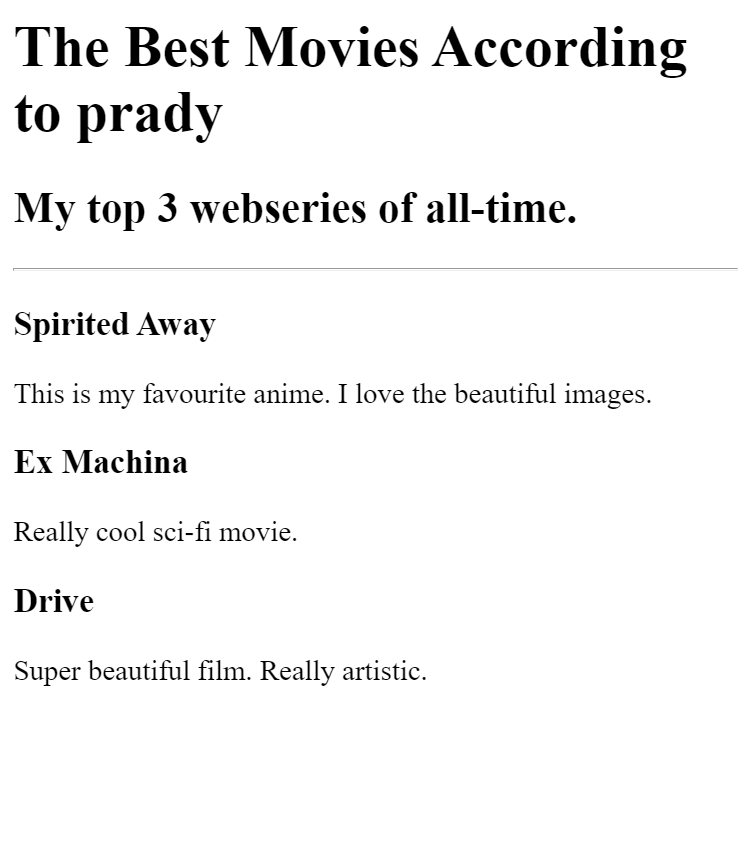 The Best Movies According
to prady
My top 3 webseries of all-time.
Spirited Away
This is my favourite anime. I love the beautiful images.
Ex Machina
Really cool sci-fi movie.
Drive
Super beautiful film. Really artistic.